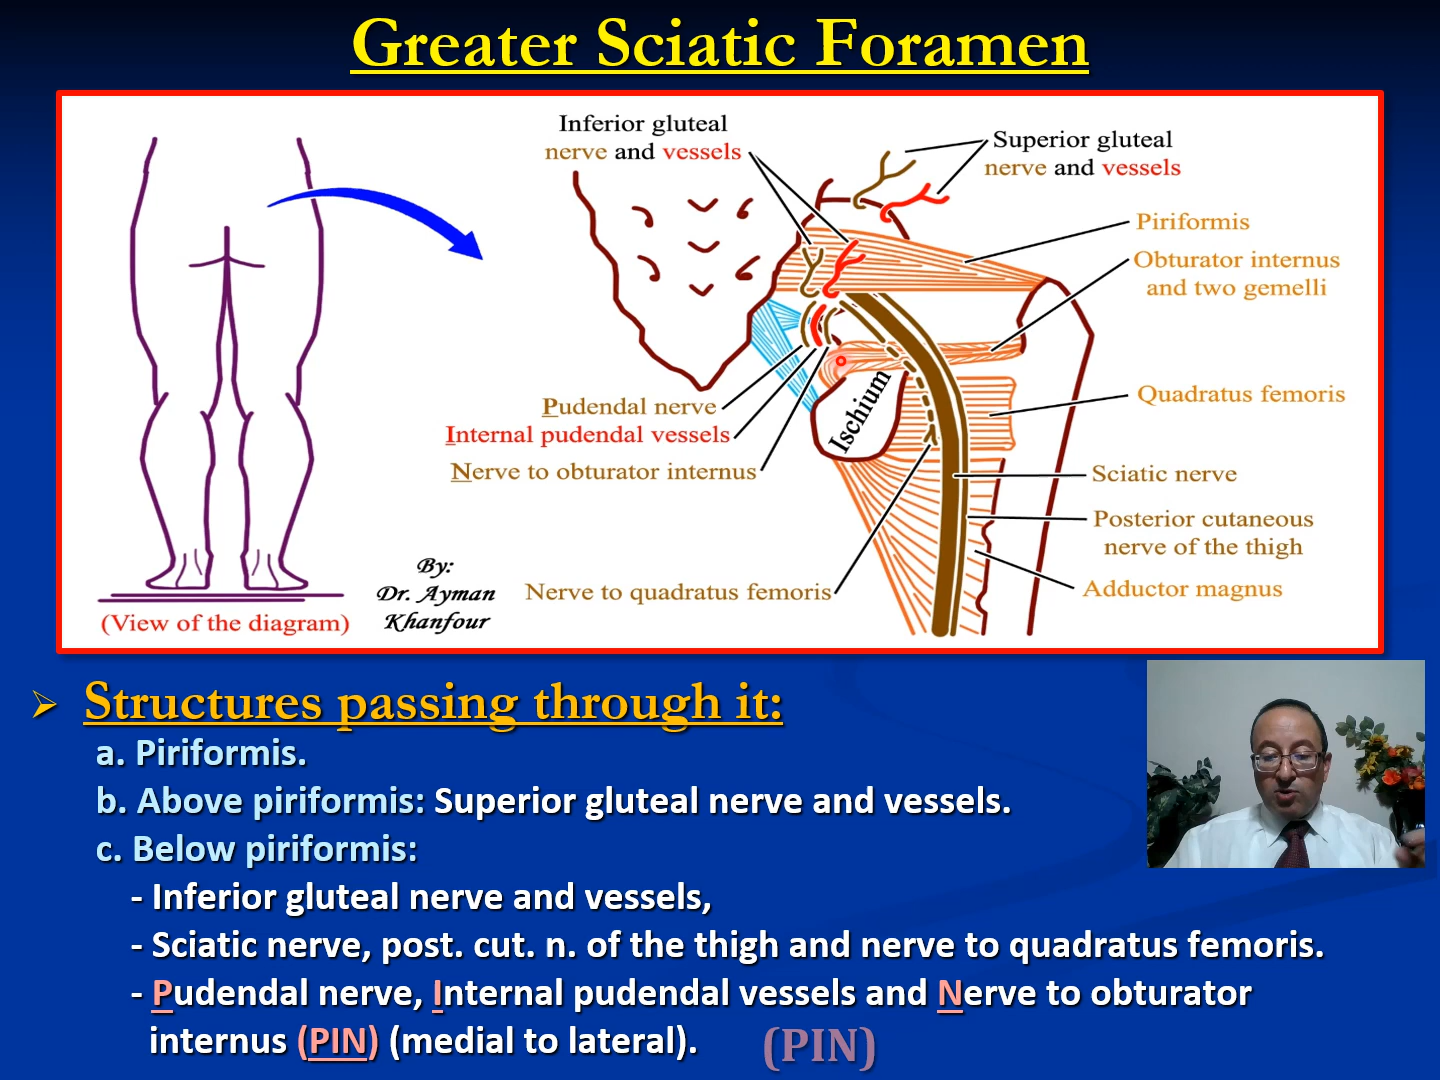 Greater Sciatic Foramen
Inferior gluteal
nerve and vessels
Superior gluteal
nerve and vessels
Piriformis
Obturator internus
and two gemelli
Quadratus femoris
Pudendal nerve
Internal pudendal vessels
Nerve to obturator internus
Ischium
Sciatic nerve
Posterior cutaneous
nerve of the thigh
Adductor magnus
Nerve to quadratus femoris
By:
Dr. Ayman
Khanfour
(View of the diagram)
➢ Structures passing through it:
a. Piriformis.
b. Above piriformis: Superior gluteal nerve and vessels.
c. Below piriformis:
- Inferior gluteal nerve and vessels,
- Sciatic nerve, post. cut. n. of the thigh and nerve to quadratus femoris.
- Pudendal nerve, Internal pudendal vessels and Nerve to obturator
internus (PIN) (medial to lateral).
(PIN)